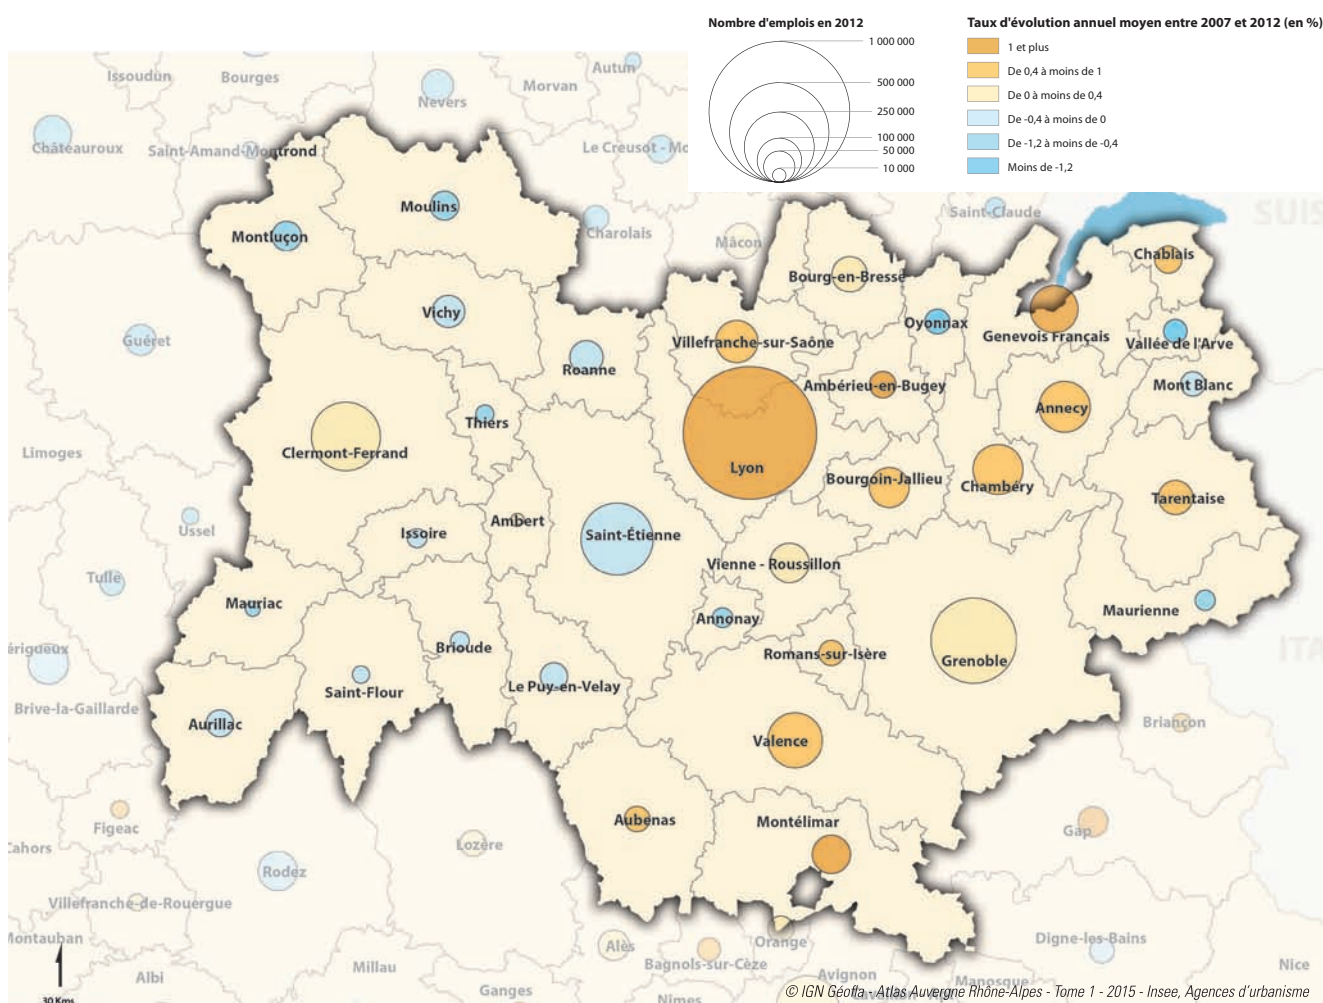 Nombre d'emplois en 2012
1 000 000
500 000
250 000
100 000
50 000
10 000
Taux d'évolution annuel moyen entre 2007 et 2012 (en %)
1 et plus
De 0,4 à moins de 1
De 0 à moins de 0,4
De -0,4 à moins de 0
De -1,2 à moins de -0,4
Moins de -1,2
Issoudun
Bourges
Nevers
Morvan
Autun
Châteauroux
Saint-Amand-Montrond
Le Creusot - Mo
Saint-Claude
SUIS
Charolais
Mâcon
Moulins
Montluçon
Chablais
Bourg-en-Bresse
Vichy
Oyonnax
Genevois Français
Vallée de l'Arve
Guéret
Villefranche-sur-Saône
Roanne
Ambérieu-en-Bugey
Mont Blanc
Annecy
Thiers
Clermont-Ferrand
Limoges
Lyon
Bourgoin-Jallieu
Chambéry
Tarentaise
Ambert
Ussel
Issoire
Saint-Étienne
Vienne - Roussillon
Tulle
Mauriac
Annonay
Maurienne
érigueux
Brioude
Romans-sur-Isère
Grenoble
ITA
Saint-Flour
Le Puy-en-Velay
Brive-la-Gaillarde
Aurillac
Briançon
Valence
Aubenas
Montélimar
Figeac
Gap
Cahors
Lozère
Rodez
Villefranche-de-Rouergue
Montauban
Alès
Orange
Digne-les-Bains
Bagnols-sur-Cèze
Millau
Nice
Albi
Avignon
Manosque
Ganges
Nîmes
30 Kms
© IGN Géofla - Atlas Auvergne Rhône-Alpes - Tome 1 - 2015 - Insee, Agences d'urbanisme